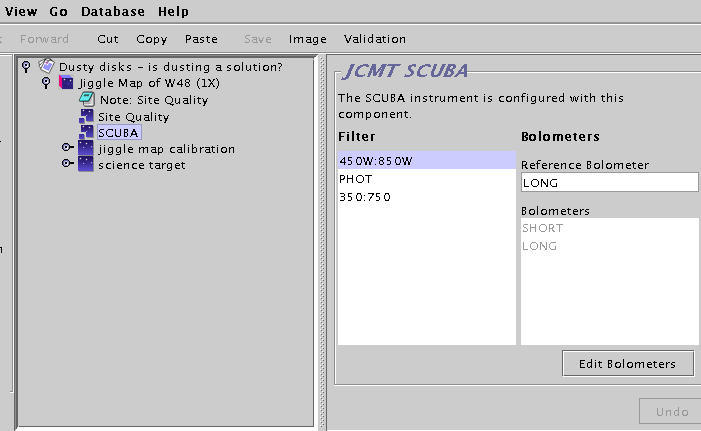 View Go Database Help
Forward Cut Copy Paste Save Image Validation
Dusty disks - is dusting a solution?
Jiggle Map of W48 (1X)
Note: Site Quality
Site Quality
SCUBA
jiggle map calibration
science target
JCMT SCUBA
The SCUBA instrument is configured with this
component.
Filter
450W:850W
PHOT
350:750
Bolometers
Reference Bolometer
LONG
Bolometers
SHORT
LONG
Edit Bolometers
Undo